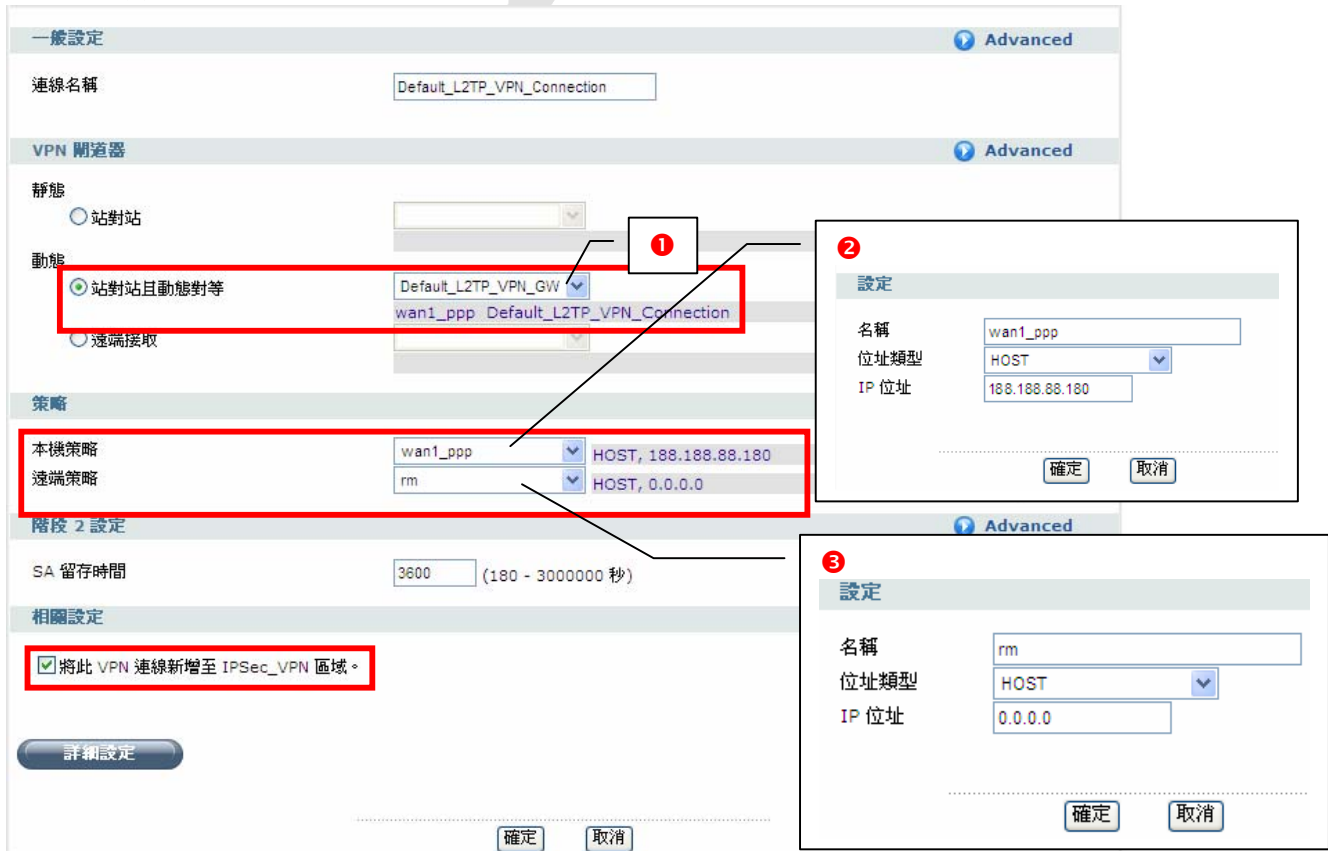 一般設定 Advanced
連線名稱 Default_L2TP_VPN_Connection
VPN 閘道器 Advanced
靜態
站對站
動態
❶
站對站且動態對等 Default_L2TP_VPN_GW
wan1_ppp Default_L2TP_VPN_Connection
遠端接取
策略
本機策略 wan1_ppp HOST, 188.188.88.180
遠端策略 rm HOST, 0.0.0.0
階段 2 設定 Advanced
SA 留存時間 3600 (180 - 3000000 秒)
相關設定
將此 VPN 連線新增至 IPSec_VPN 區域。
詳細設定
確定 取消
❷
設定
名稱 wan1_ppp
位址類型 HOST
IP 位址 188.188.88.180
確定 取消
❸
設定
名稱 rm
位址類型 HOST
IP 位址 0.0.0.0
確定 取消